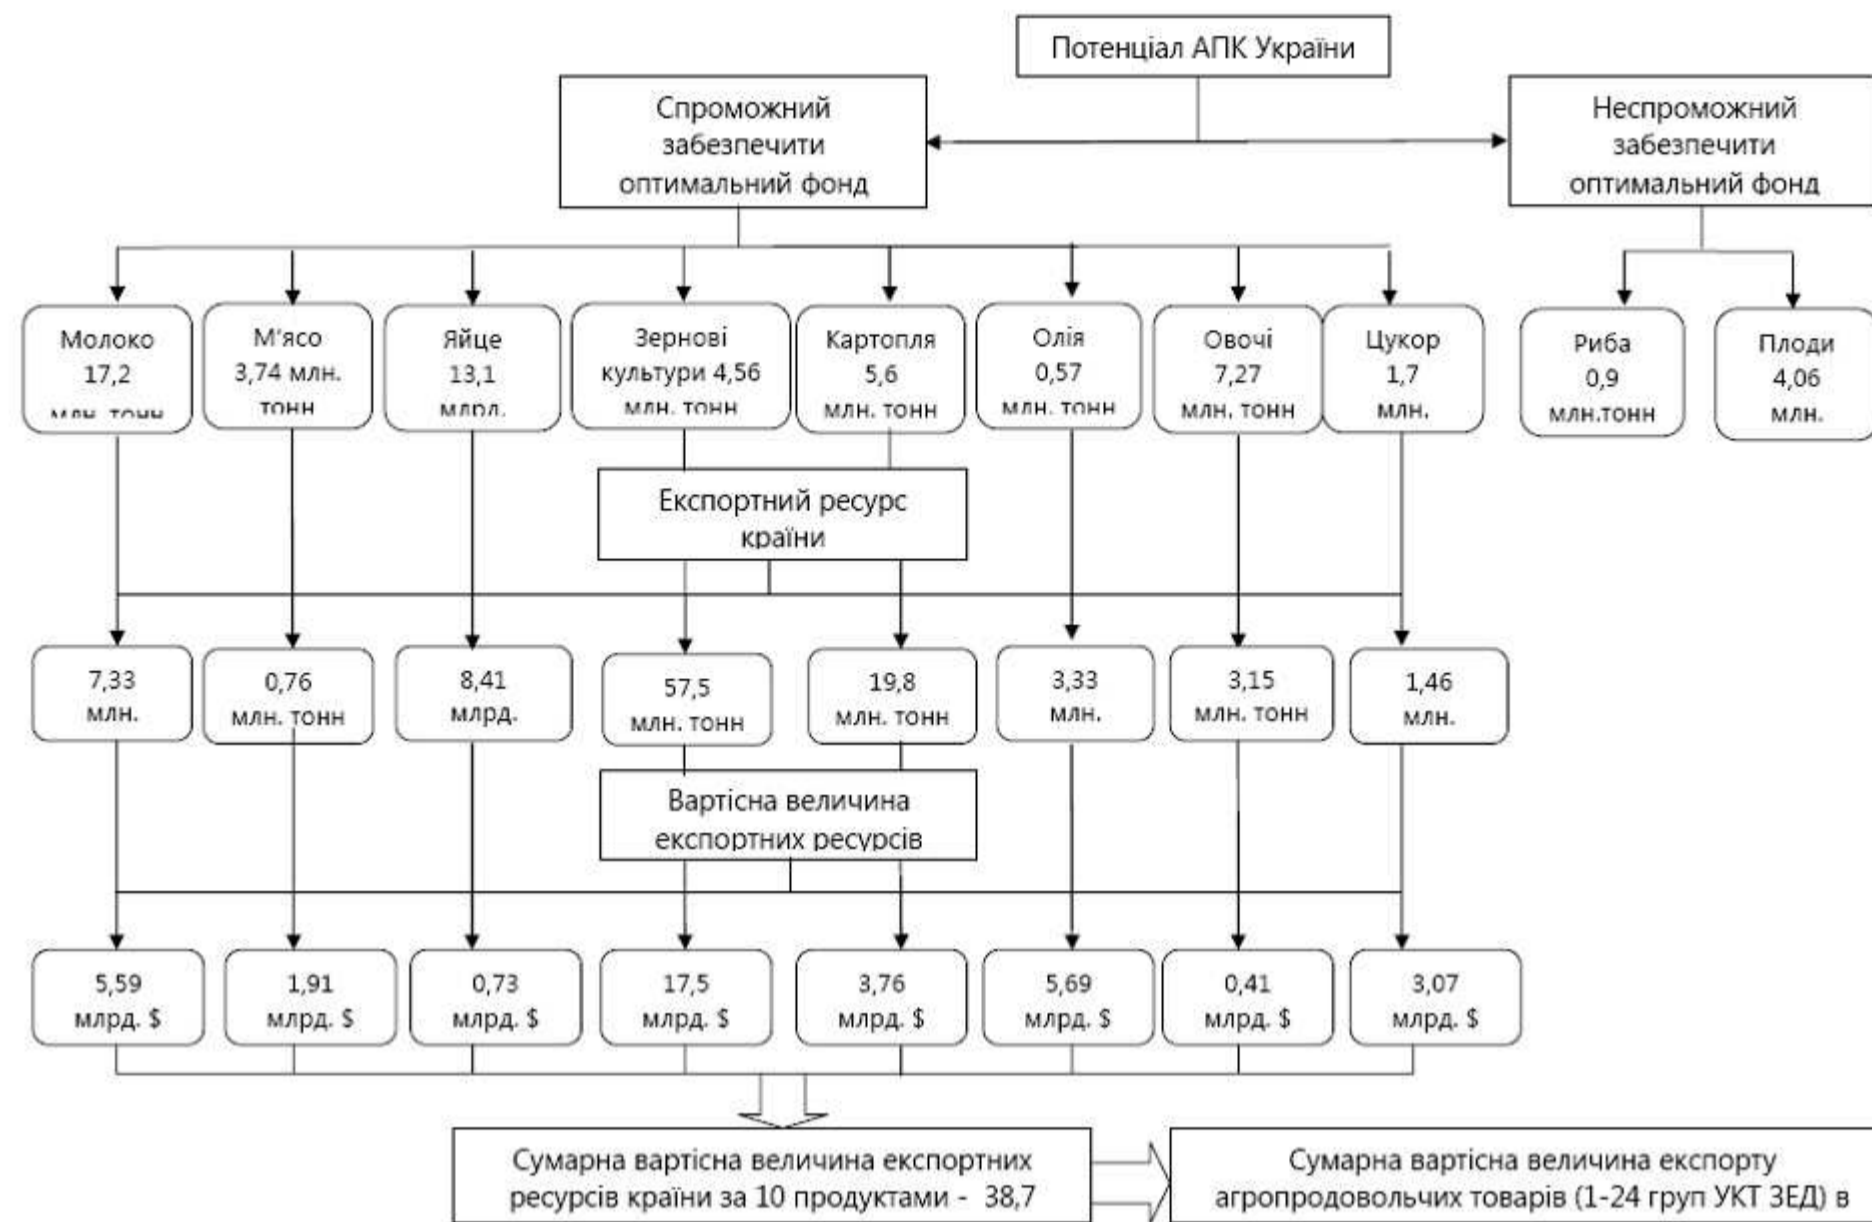 Потенціал АПК України
Спроможний
забезпечити
оптимальний фонд
Неспроможний
забезпечити
оптимальний фонд
Молоко
17,2
млн. тонн
М'ясо
3,74 млн.
тонн
Яйце
13,1
млрд.
Зернові
культури 4,56
млн. тонн
Картопля
5,6
млн. тонн
Олія
0,57
млн. тонн
Овочі
7,27
млн. тонн
Цукор
1,7
млн.
Риба
0,9
млн.тонн
Плоди
4,06
млн.
Експортний ресурс
країни
7,33
млн.
0,76
млн. тонн
8,41
млрд.
57,5
млн. тонн
19,8
млн. тонн
3,33
млн.
3,15
млн. тонн
1,46
млн.
Вартісна величина
експортних ресурсів
5,59
млрд. $
1,91
млрд. $
0,73
млрд. $
17,5
млрд. $
3,76
млрд. $
5,69
млрд. $
0,41
млрд. $
3,07
млрд. $
Сумарна вартісна величина експортних
ресурсів країни за 10 продуктами - 38,7
Сумарна вартісна величина експорту
агропродовольчих товарів (1-24 груп УКТ ЗЕД) в